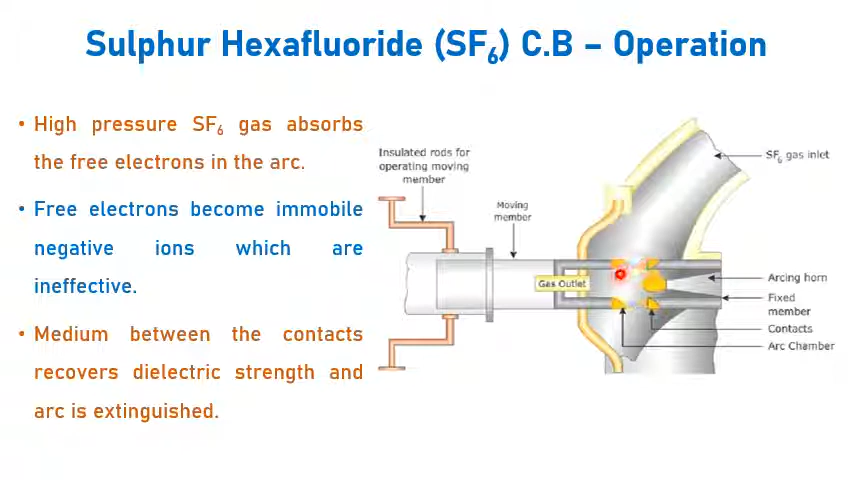 Sulphur Hexafluoride (SF₆) C.B – Operation
• High pressure SF₆ gas absorbs
the free electrons in the arc.
• Free electrons become immobile
negative ions which are
ineffective.
• Medium between the contacts
recovers dielectric strength and
arc is extinguished.
Insulated rods for
operating moving
member
Moving
member
SF₆ gas inlet
Gas Outlet
Arcing horn
Fixed
member
Contacts
Arc Chamber